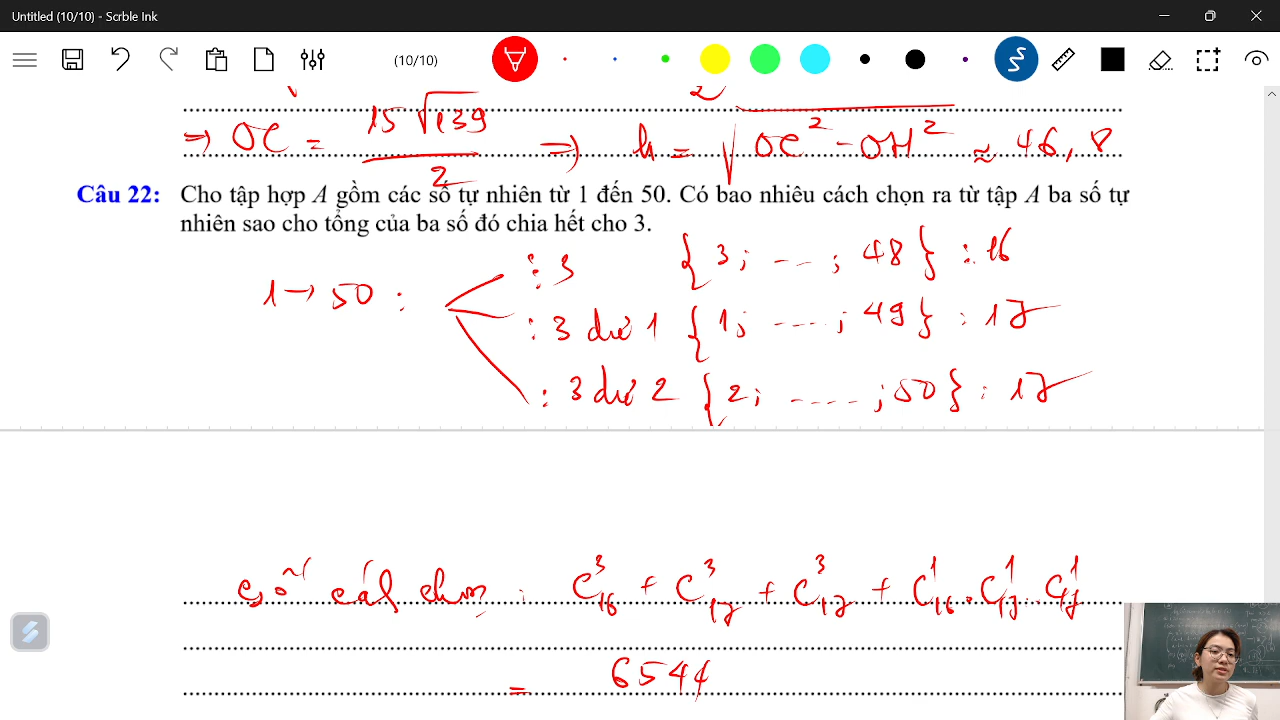 Untitled (10/10) - Scrble Ink
(10/10)
2
=> OC = 15√139 / 2 => h = √OC² - OH² ≈ 46,8
Câu 22: Cho tập hợp A gồm các số tự nhiên từ 1 đến 50. Có bao nhiêu cách chọn ra từ tập A ba số tự
nhiên sao cho tổng của ba số đó chia hết cho 3.
⋮ 3 {3; ...; 48} : 16
1 → 50 :
: 3 dư 1 {1; ....; 49} : 17
: 3 dư 2 {2; .....; 50} : 17
số cách chọn : C³₁₆ + C³₁₇ + C³₁₇ + C¹₁₆ . C¹₁₇ . C¹₁₇
= 6544